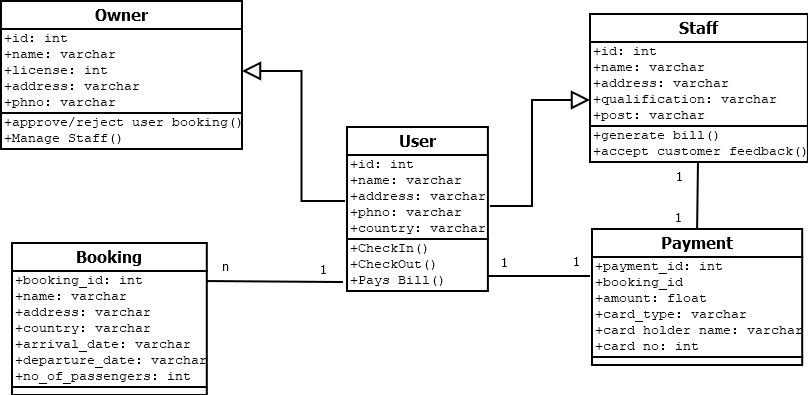 Owner
+id: int
+name: varchar
+license: int
+address: varchar
+phno: varchar
+approve/reject user booking()
+Manage Staff()
Staff
+id: int
+name: varchar
+address: varchar
+qualification: varchar
+post: varchar
+generate bill()
+accept customer feedback()
User
+id: int
+name: varchar
+address: varchar
+phno: varchar
+country: varchar
+CheckIn()
+CheckOut()
+Pays Bill()
1
1
Booking
+booking_id: int
+name: varchar
+address: varchar
+country: varchar
+arrival_date: varchar
+departure_date: varchar
+no_of_passengers: int
n
1
1
1
Payment
+payment_id: int
+booking_id
+amount: float
+card_type: varchar
+card holder name: varchar
+card no: int